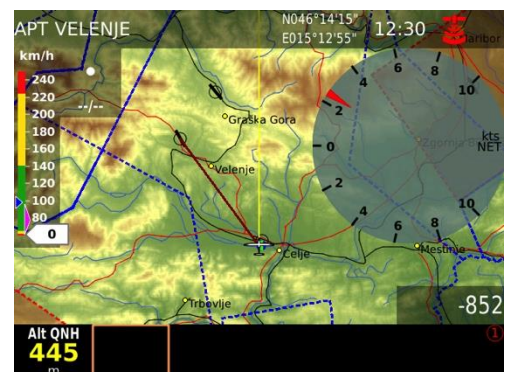 APT VELENJE
N046°14'15"
E015°12'55"
12:30
Maribor
km/h
240
220
200
180
160
140
120
100
80
0
--/--
Graška Gora
Velenje
Celje
Mestinje
Trbovlje
4
6
8
10
2
0
2
4
6
8
10
kts
NET
-852
Alt QNH
445
m
1